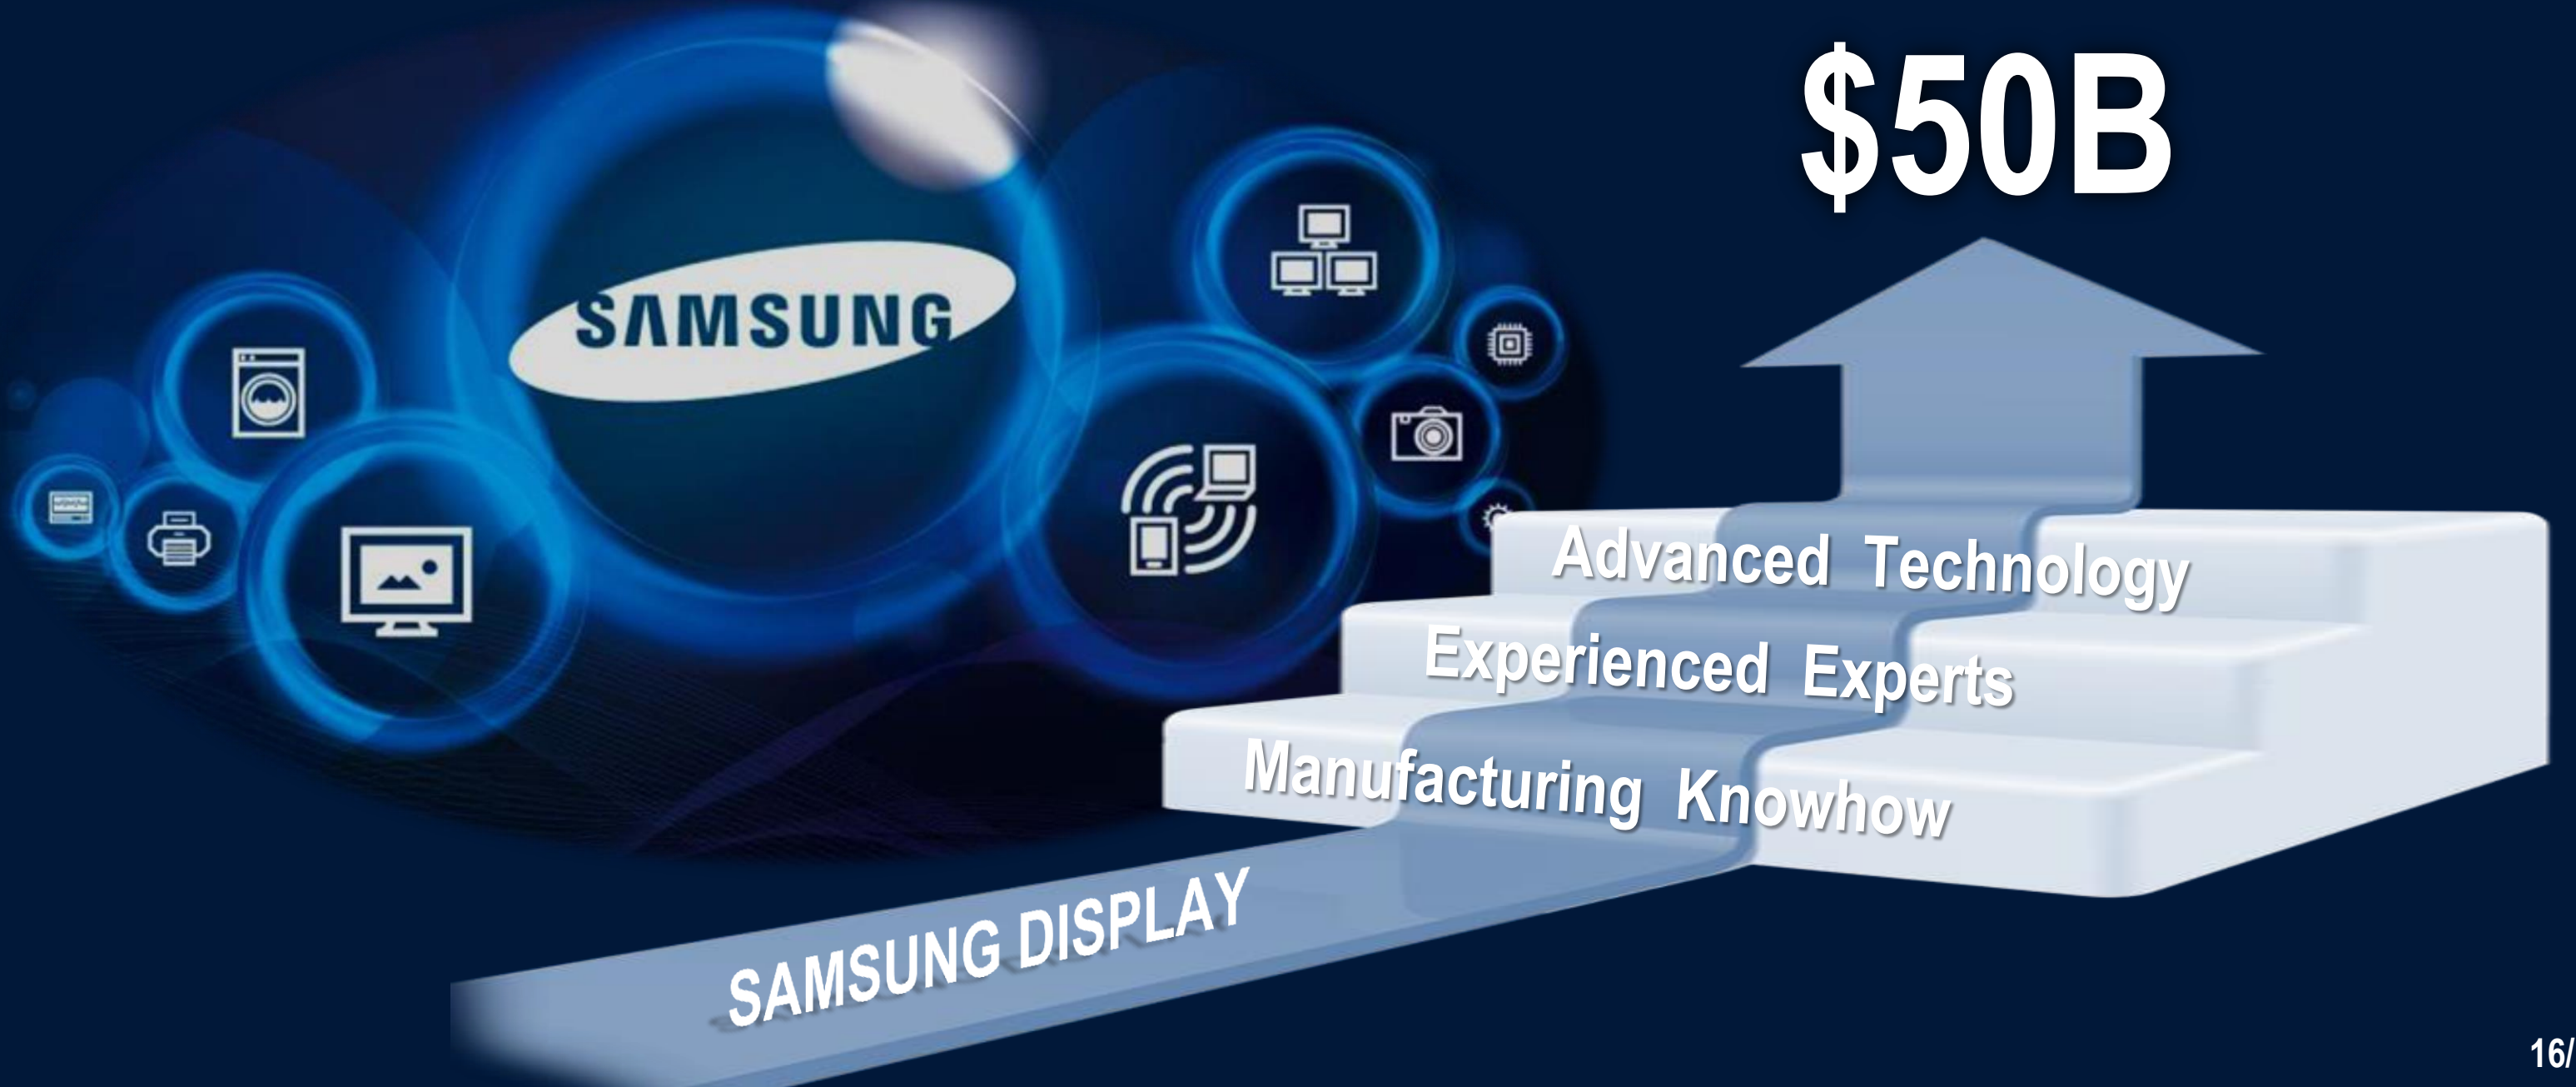 $50B
SAMSUNG
Advanced Technology
Experienced Experts
Manufacturing Knowhow
SAMSUNG DISPLAY
16/